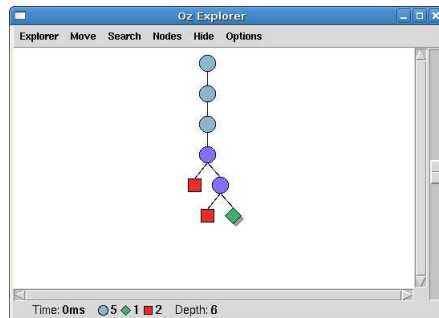 Oz Explorer
Explorer Move Search Nodes Hide Options
Time: 0ms 5 1 2 Depth: 6